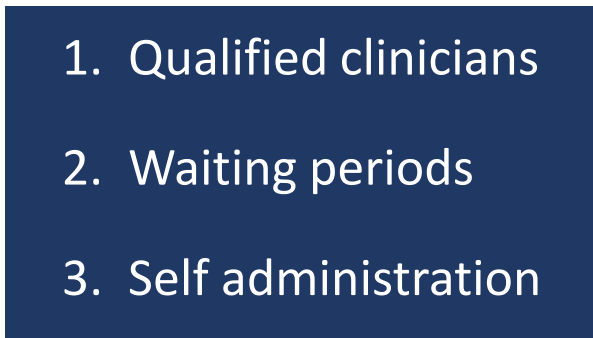 1. Qualified clinicians
2. Waiting periods
3. Self administration